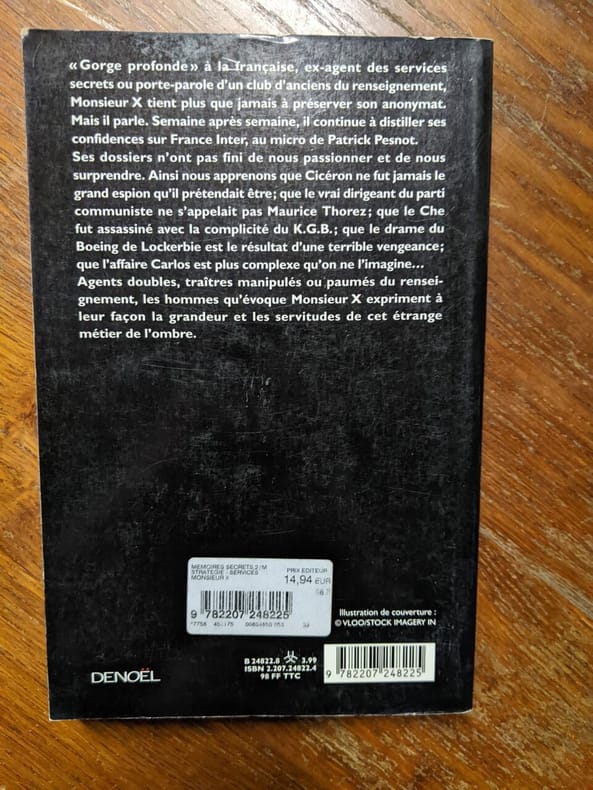 « Gorge profonde » à la française, ex-agent des services
secrets ou porte-parole d'un club d'anciens du renseignement,
Monsieur X tient plus que jamais à préserver son anonymat.
Mais il parle. Semaine après semaine, il continue à distiller ses
confidences sur France Inter, au micro de Patrick Pesnot.
Ses dossiers n'ont pas fini de nous passionner et de nous
surprendre. Ainsi nous apprenons que Cicéron ne fut jamais le
grand espion qu'il prétendait être ; que le vrai dirigeant du parti
communiste ne s'appelait pas Maurice Thorez ; que le Che
fut assassiné avec la complicité du K.G.B. ; que le drame du
Boeing de Lockerbie est le résultat d'une terrible vengeance ;
que l'affaire Carlos est plus complexe qu'on ne l'imagine…
Agents doubles, traîtres manipulés ou paumés du rensei-
gnement, les hommes qu'évoque Monsieur X expriment à
leur façon la grandeur et les servitudes de cet étrange
métier de l'ombre.
MEMOIRES SECRETS 2/M
STRATEGIE - SERVICES
MONSIEUR X
PRIX EDITEUR
14,94 EUR
9 782207 248225
Illustration de couverture :
© VLOO/STOCK IMAGERY IN
DENOËL
B 24822.8 3.99
ISBN 2.207.24822.4
98 FF TTC
9 782207 248225